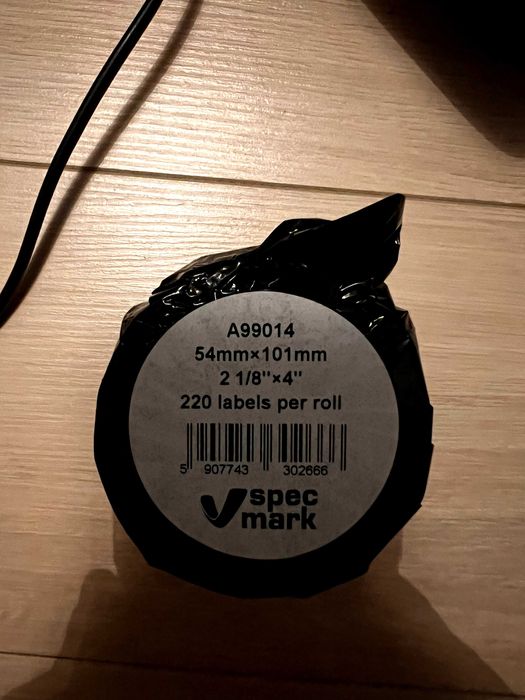 A99014
54mm×101mm
2 1/8"×4"
220 labels per roll
5 907743 302666
spec
mark